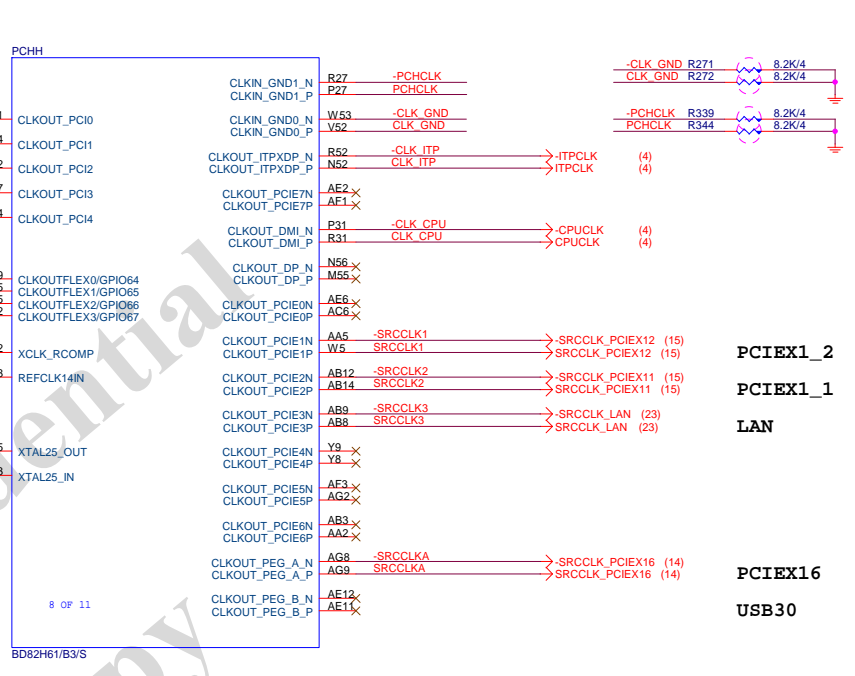 PCHH
CLKIN_GND1_N R27 -PCHCLK
CLKIN_GND1_P P27 PCHCLK
-CLK_GND R271 8.2K/4
CLK_GND R272 8.2K/4
CLKOUT_PCI0
CLKIN_GND0_N W53 -CLK_GND
CLKIN_GND0_P V52 CLK_GND
-PCHCLK R339 8.2K/4
PCHCLK R344 8.2K/4
CLKOUT_PCI1
CLKOUT_ITPXDP_N R52 -CLK_ITP -ITPCLK (4)
CLKOUT_PCI2
CLKOUT_ITPXDP_P N52 CLK_ITP ITPCLK (4)
CLKOUT_PCI3
CLKOUT_PCIE7N AE2
CLKOUT_PCIE7P AF1
CLKOUT_PCI4
CLKOUT_DMI_N P31 -CLK_CPU -CPUCLK (4)
CLKOUT_DMI_P R31 CLK_CPU CPUCLK (4)
CLKOUT_DP_N N56
CLKOUT_DP_P M55
CLKOUTFLEX0/GPIO64
CLKOUTFLEX1/GPIO65
CLKOUTFLEX2/GPIO66
CLKOUTFLEX3/GPIO67
CLKOUT_PCIE0N AE6
CLKOUT_PCIE0P AC6
CLKOUT_PCIE1N AA5 -SRCCLK1 -SRCCLK_PCIEX12 (15)
XCLK_RCOMP
CLKOUT_PCIE1P W5 SRCCLK1 SRCCLK_PCIEX12 (15) PCIEX1_2
REFCLK14IN
CLKOUT_PCIE2N AB12 -SRCCLK2 -SRCCLK_PCIEX11 (15)
CLKOUT_PCIE2P AB14 SRCCLK2 SRCCLK_PCIEX11 (15) PCIEX1_1
CLKOUT_PCIE3N AB9 -SRCCLK3 -SRCCLK_LAN (23)
CLKOUT_PCIE3P AB8 SRCCLK3 SRCCLK_LAN (23) LAN
XTAL25_OUT
CLKOUT_PCIE4N Y9
CLKOUT_PCIE4P Y8
XTAL25_IN
CLKOUT_PCIE5N AF3
CLKOUT_PCIE5P AG2
CLKOUT_PCIE6N AB3
CLKOUT_PCIE6P AA2
CLKOUT_PEG_A_N AG8 -SRCCLKA -SRCCLK_PCIEX16 (14)
CLKOUT_PEG_A_P AG9 SRCCLKA SRCCLK_PCIEX16 (14) PCIEX16
8 OF 11
CLKOUT_PEG_B_N AE12
CLKOUT_PEG_B_P AE11 USB30
BD82H61/B3/S